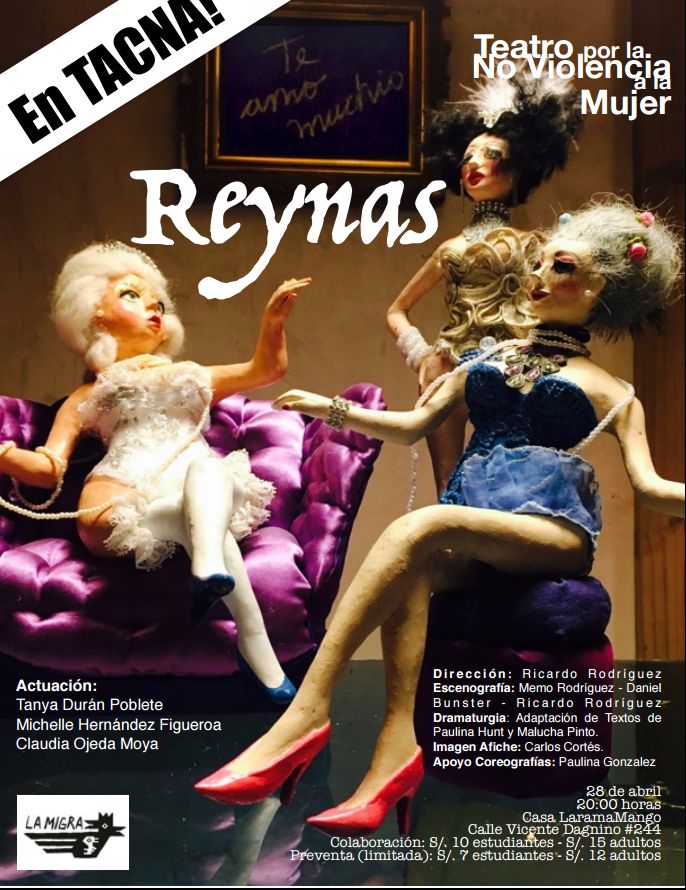 En TACNA!
Te
amo
mucho
Teatro por la
No Violencia
a la
Mujer
Reynas
Actuación:
Tanya Durán Poblete
Michelle Hernández Figueroa
Claudia Ojeda Moya
Dirección: Ricardo Rodríguez
Escenografía: Memo Rodríguez - Daniel
Bunster - Ricardo Rodríguez
Dramaturgia: Adaptación de Textos de
Paulina Hunt y Malucha Pinto.
Imagen Afiche: Carlos Cortés.
Apoyo Coreografías: Paulina Gonzalez
LA MIGRA
28 de abril
20:00 horas
Casa LaramaMango
Calle Vicente Dagnino #244
Colaboración: S/. 10 estudiantes - S/. 15 adultos
Preventa (limitada): S/. 7 estudiantes - S/. 12 adultos